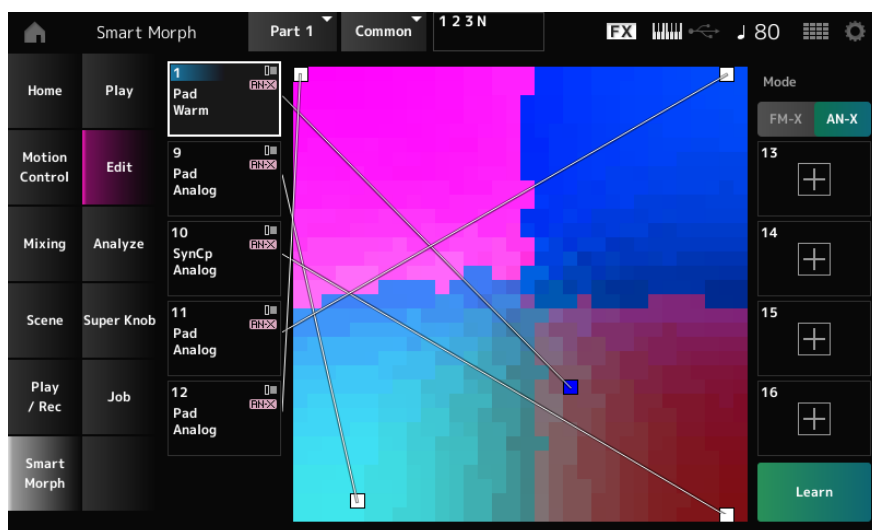 Smart Morph
Part 1
Common
1 2 3 N
FX
80
Home
Play
Motion
Control
Edit
Mixing
Analyze
Scene
Super Knob
Play
/ Rec
Job
Smart
Morph
1
AN-X
Pad
Warm
9
AN-X
Pad
Analog
10
AN-X
SynCp
Analog
11
AN-X
Pad
Analog
12
AN-X
Pad
Analog
Mode
FM-X AN-X
13
14
15
16
Learn